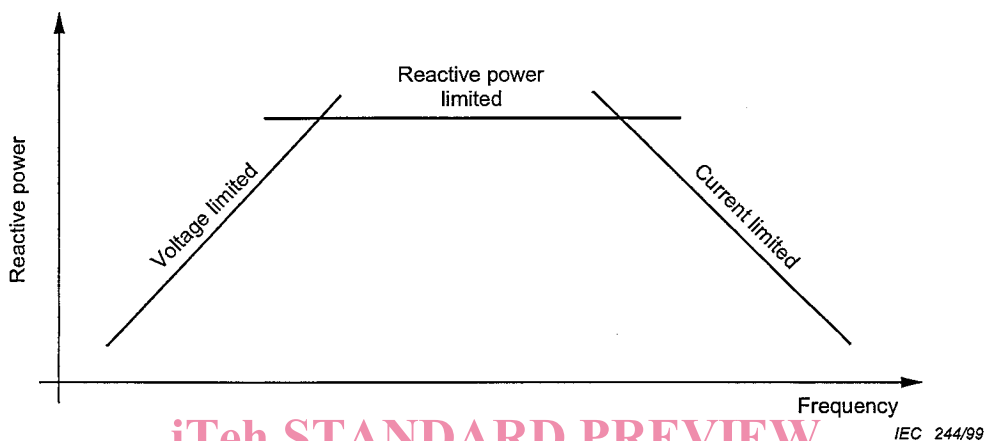 Reactive power
limited
Reactive power
Voltage limited
Current limited
Frequency
iTeh STANDARD PREVIEW
IEC 244/99